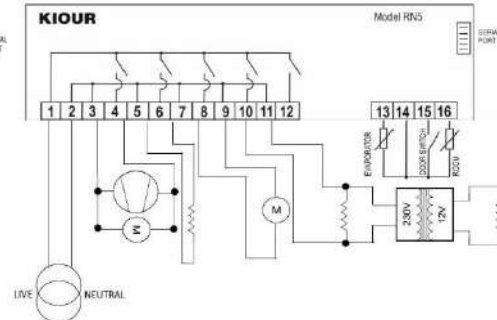 KIOUR
Model RN5
SERIAL
PORT
1 2 3 4 5 6 7 8 9 10 11 12
13 14 15 16
EVAPORATOR
DOOR SWITCH
ROOM
M
M
230V
12V
LIVE
NEUTRAL